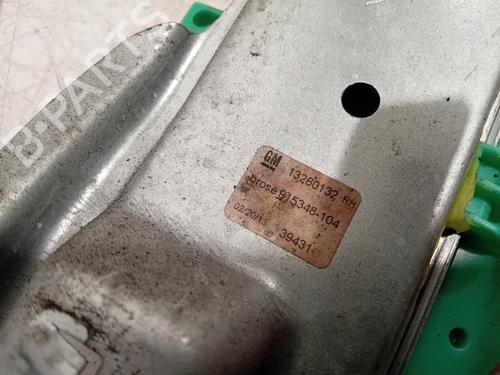 B-PARTS
GM 13260132 RH
brose 915348-104
02/20/13 39431